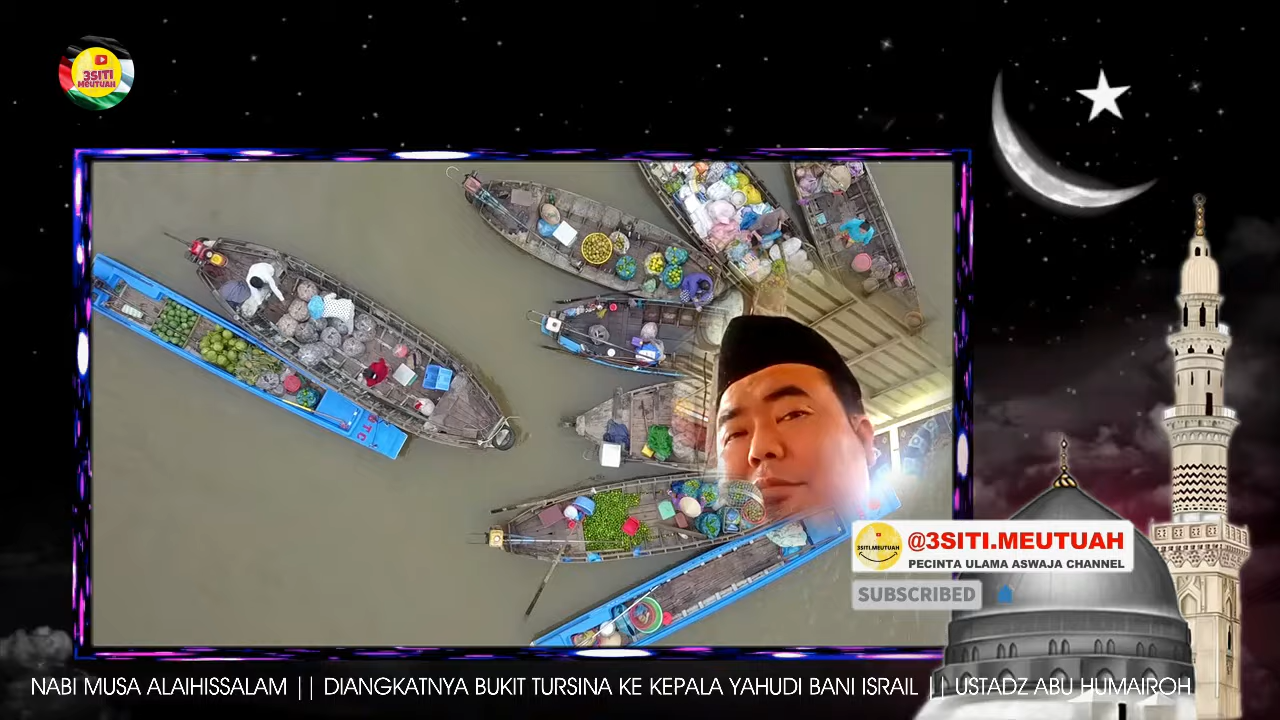 3SITI
MEUTUAH
3SITI.MEUTUAH
@3SITI.MEUTUAH
PECINTA ULAMA ASWAJA CHANNEL
SUBSCRIBED
NABI MUSA ALAIHISSALAM || DIANGKATNYA BUKIT TURSINA KE KEPALA YAHUDI BANI ISRAIL || USTADZ ABU HUMAIROH